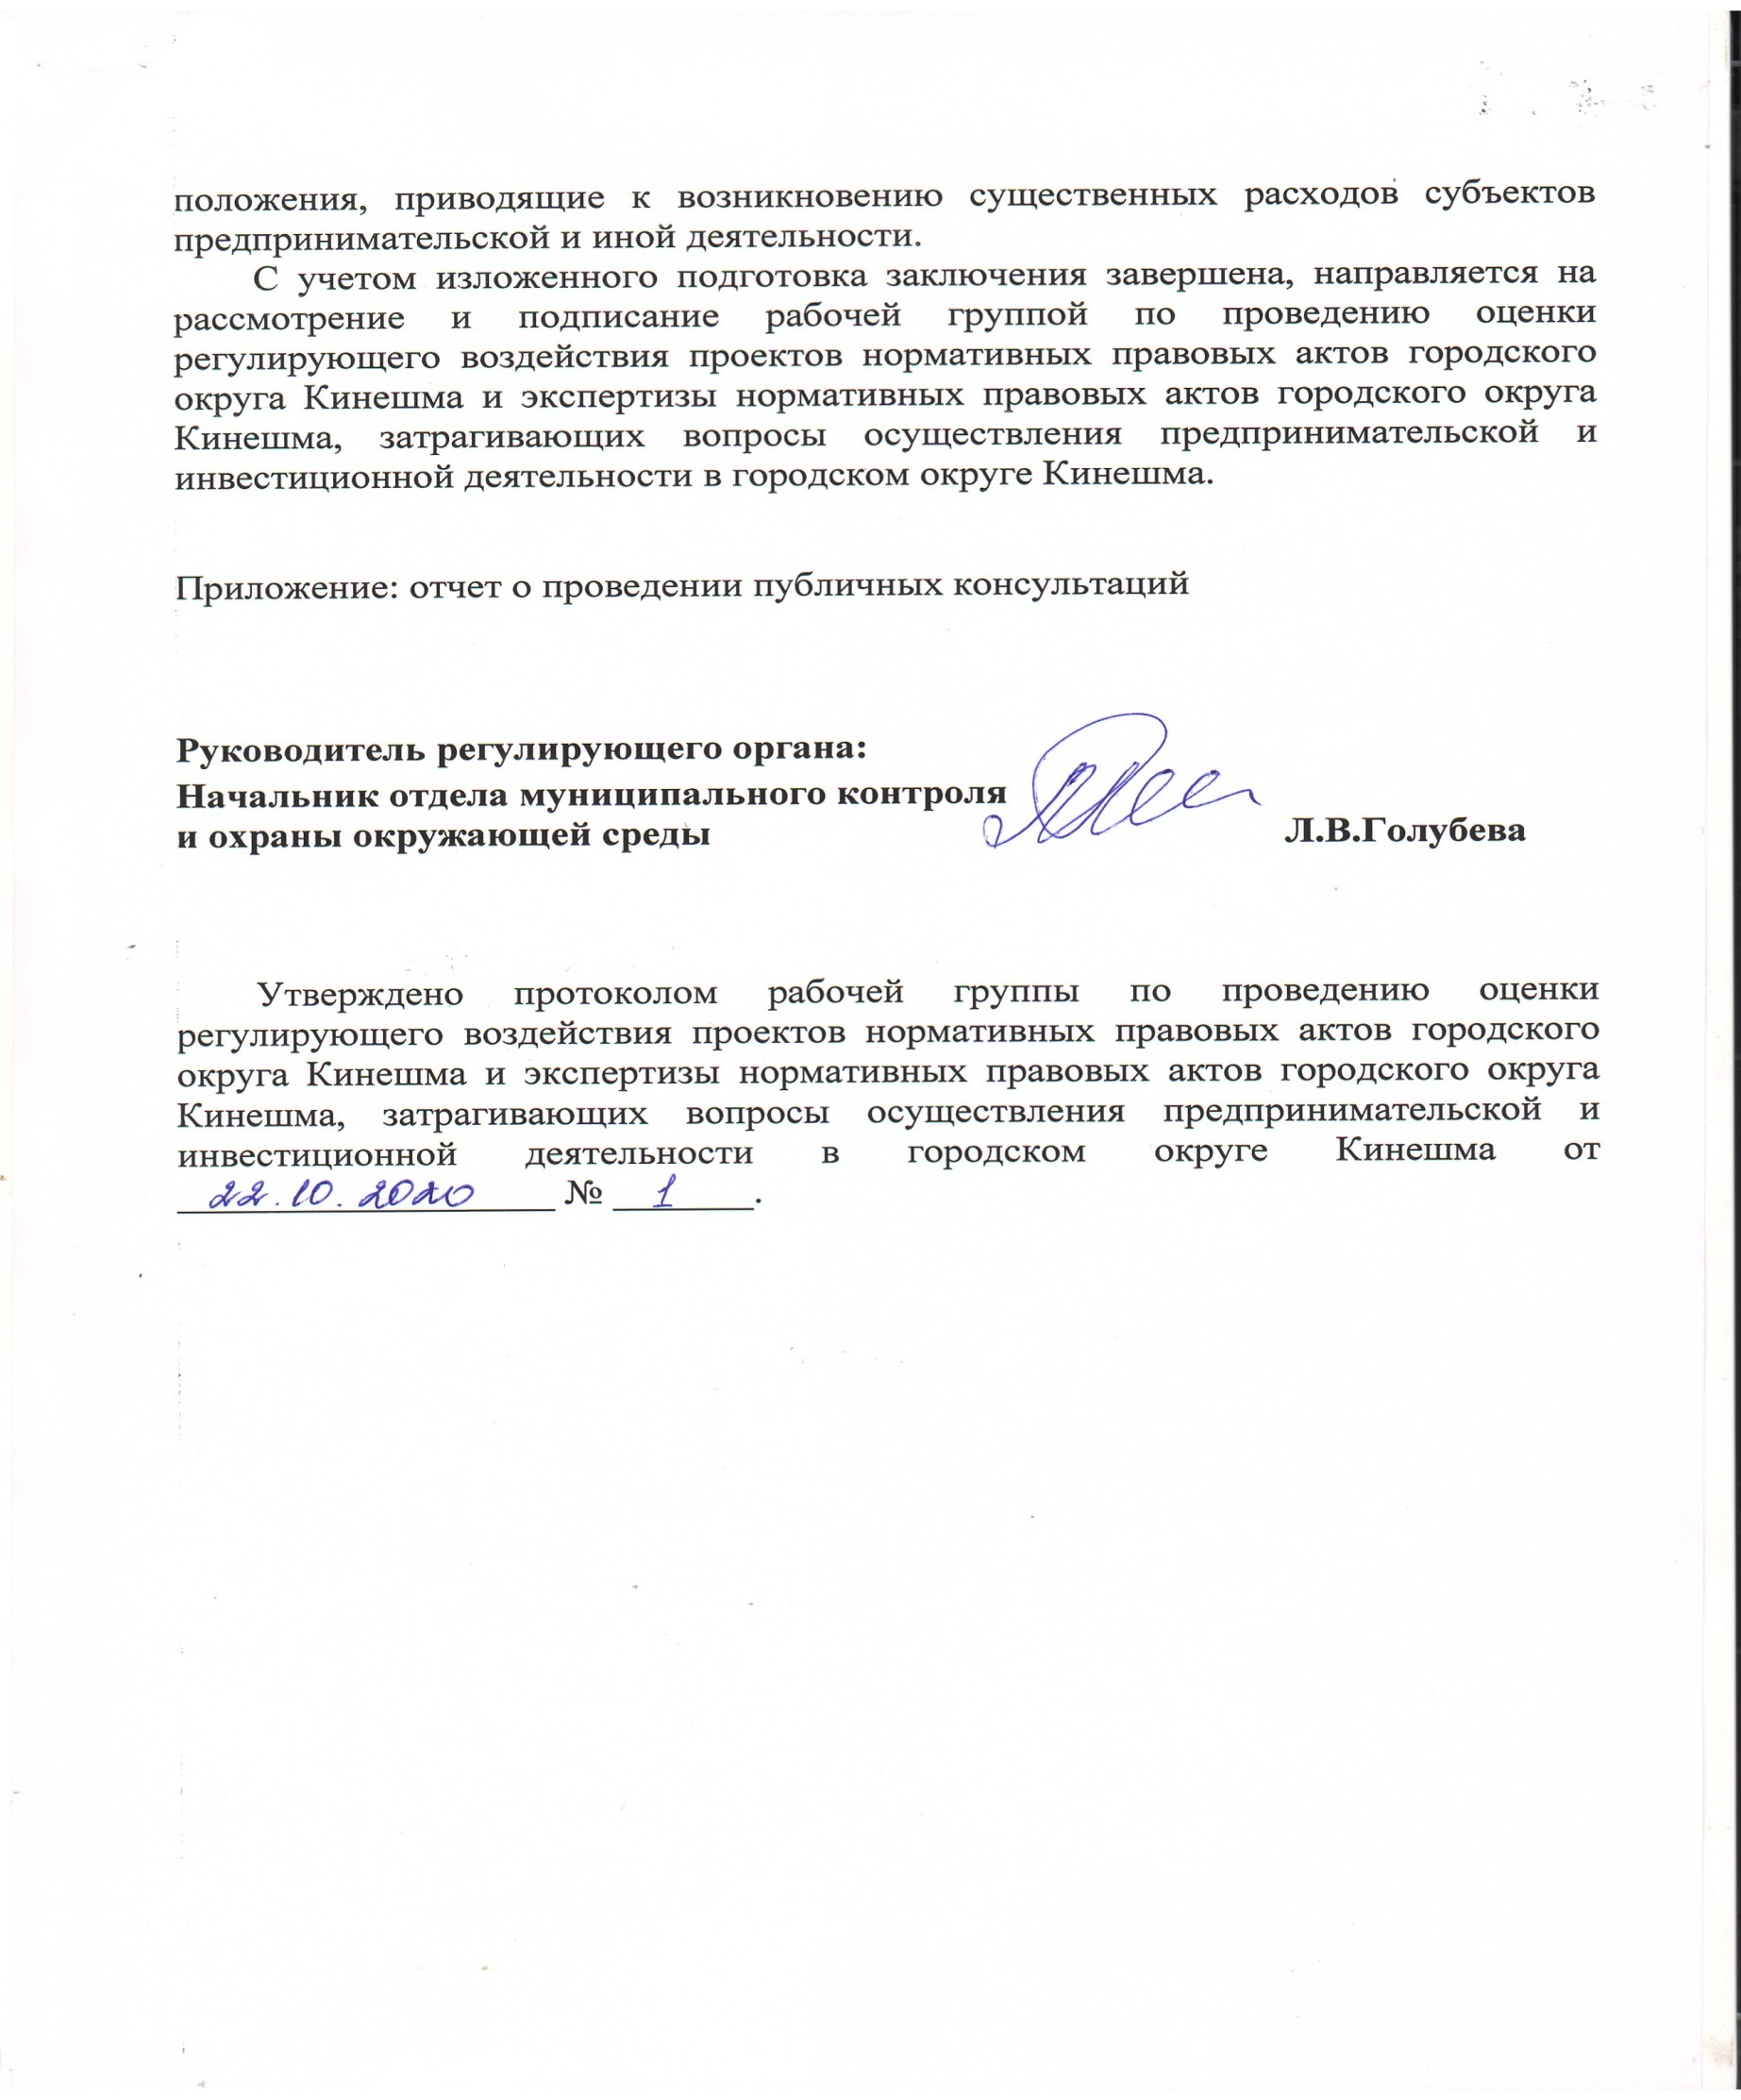 положения, приводящие к возникновению существенных расходов субъектов
предпринимательской и иной деятельности.
С учетом изложенного подготовка заключения завершена, направляется на
рассмотрение и подписание рабочей группой по проведению оценки
регулирующего воздействия проектов нормативных правовых актов городского
округа Кинешма и экспертизы нормативных правовых актов городского округа
Кинешма, затрагивающих вопросы осуществления предпринимательской и
инвестиционной деятельности в городском округе Кинешма.
Приложение: отчет о проведении публичных консультаций
Руководитель регулирующего органа:
Начальник отдела муниципального контроля
и охраны окружающей среды Л.В.Голубева
Утверждено протоколом рабочей группы по проведению оценки
регулирующего воздействия проектов нормативных правовых актов городского
округа Кинешма и экспертизы нормативных правовых актов городского округа
Кинешма, затрагивающих вопросы осуществления предпринимательской и
инвестиционной деятельности в городском округе Кинешма от
22.10.2020 № 1.